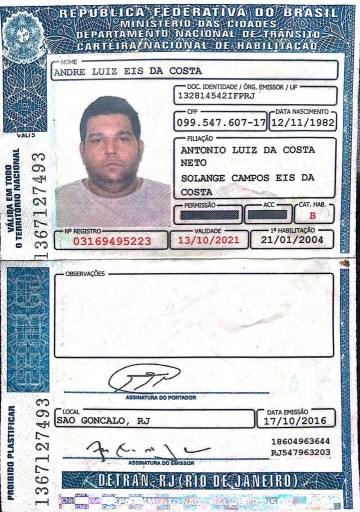 REPÚBLICA FEDERATIVA DO BRASIL
MINISTÉRIO DAS CIDADES
DEPARTAMENTO NACIONAL DE TRÂNSITO
CARTEIRA NACIONAL DE HABILITAÇÃO
NOME
ANDRE LUIZ EIS DA COSTA
DOC. IDENTIDADE / ÓRG. EMISSOR / UF
132814542IFPRJ
CPF
099.547.607-17
DATA NASCIMENTO
12/11/1982
FILIAÇÃO
ANTONIO LUIZ DA COSTA
NETO
SOLANGE CAMPOS EIS DA
COSTA
PERMISSÃO
ACC
CAT. HAB.
B
Nº REGISTRO
03169495223
VALIDADE
13/10/2021
1ª HABILITAÇÃO
21/01/2004
VÁLIDA EM TODO
O TERRITÓRIO NACIONAL
1367127493
OBSERVAÇÕES
ASSINATURA DO PORTADOR
LOCAL
SAO GONCALO, RJ
DATA EMISSÃO
17/10/2016
18604963644
RJ547963203
ASSINATURA DO EMISSOR
PROIBIDO PLASTIFICAR
1367127493
DETRAN, RJ (RIO DE JANEIRO)